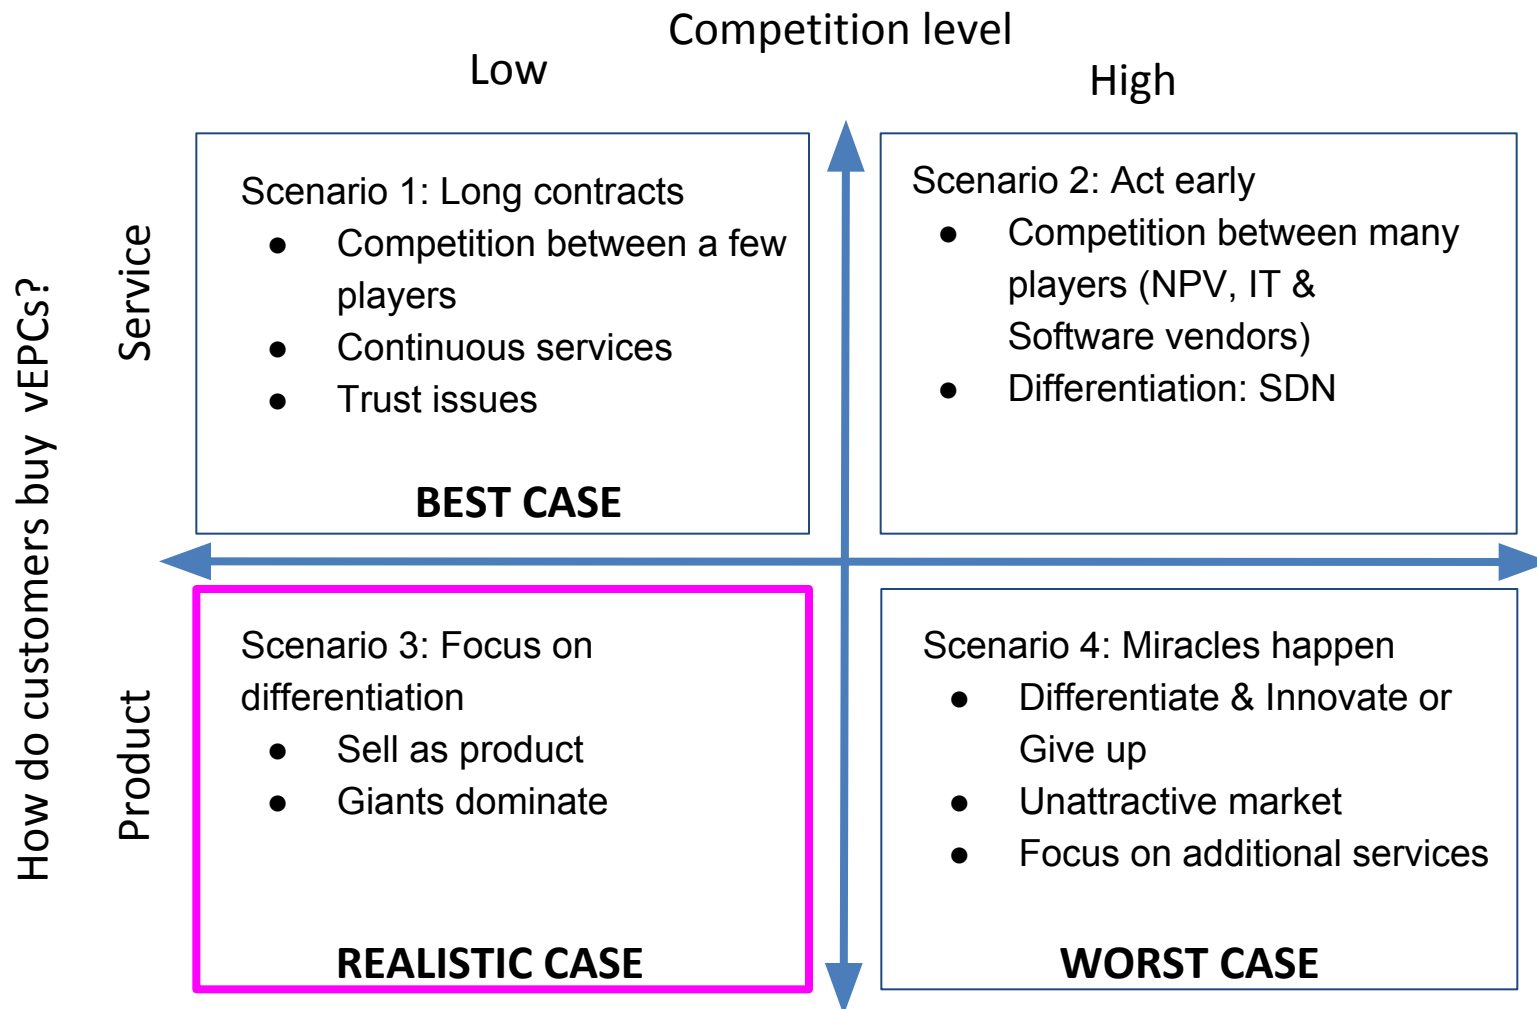 Competition level
Low
High
How do customers buy vEPCs?
Service
Scenario 1: Long contracts
● Competition between a few
players
● Continuous services
● Trust issues
BEST CASE
Scenario 2: Act early
● Competition between many
players (NPV, IT &
Software vendors)
● Differentiation: SDN
Product
Scenario 3: Focus on
differentiation
● Sell as product
● Giants dominate
REALISTIC CASE
Scenario 4: Miracles happen
● Differentiate & Innovate or
Give up
● Unattractive market
● Focus on additional services
WORST CASE